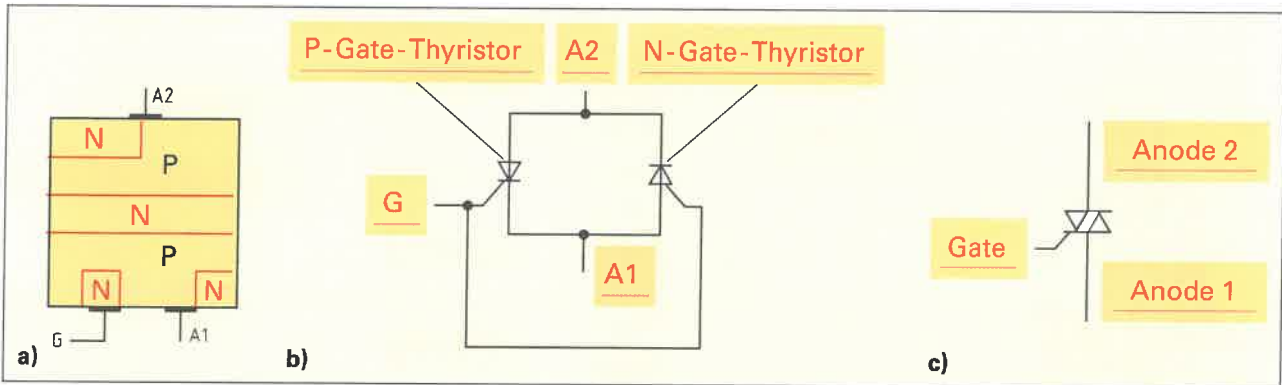 A2
N
P
N
P
N
N
G
A1
a)
P-Gate-Thyristor
A2
N-Gate-Thyristor
G
A1
b)
Anode 2
Gate
Anode 1
c)